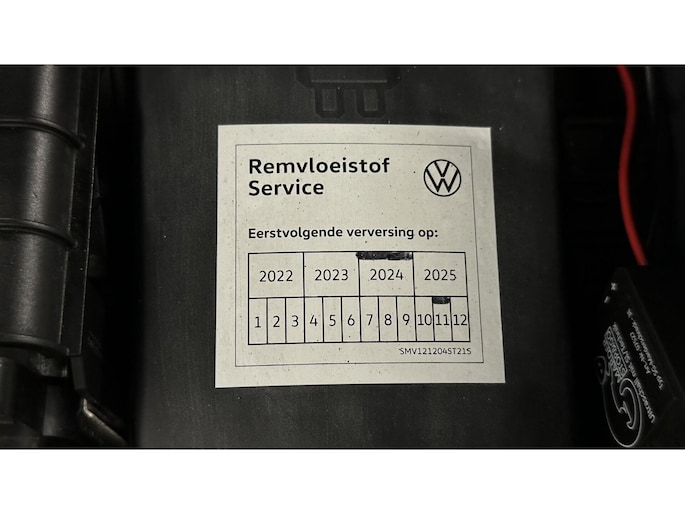 Remvloeistof
Service
Eerstvolgende verversing op:
2022 2023 2024 2025
1 2 3 4 5 6 7 8 9 10 11 12
SMV121204ST21S